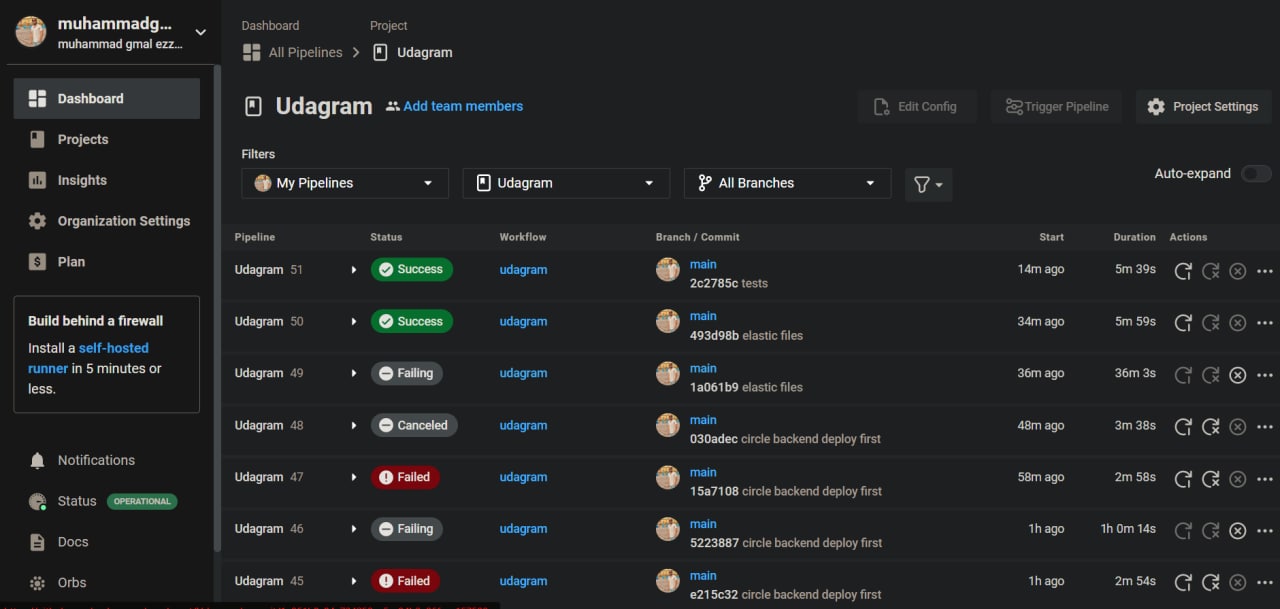 muhammadg...
muhammad gmal ezz...
Dashboard
Projects
Insights
Organization Settings
Plan
Build behind a firewall
Install a self-hosted
runner in 5 minutes or
less.
Notifications
Status OPERATIONAL
Docs
Orbs
Dashboard Project
All Pipelines Udagram
Udagram Add team members Edit Config Trigger Pipeline Project Settings
Filters
My Pipelines Udagram All Branches Auto-expand
Pipeline Status Workflow Branch / Commit Start Duration Actions
Udagram 51 Success udagram main 14m ago 5m 39s
2c2785c tests
Udagram 50 Success udagram main 34m ago 5m 59s
493d98b elastic files
Udagram 49 Failing udagram main 36m ago 36m 3s
1a061b9 elastic files
Udagram 48 Canceled udagram main 48m ago 3m 38s
030adec circle backend deploy first
Udagram 47 Failed udagram main 58m ago 2m 58s
15a7108 circle backend deploy first
Udagram 46 Failing udagram main 1h ago 1h 0m 14s
5223887 circle backend deploy first
Udagram 45 Failed udagram main 1h ago 2m 54s
e215c32 circle backend deploy first